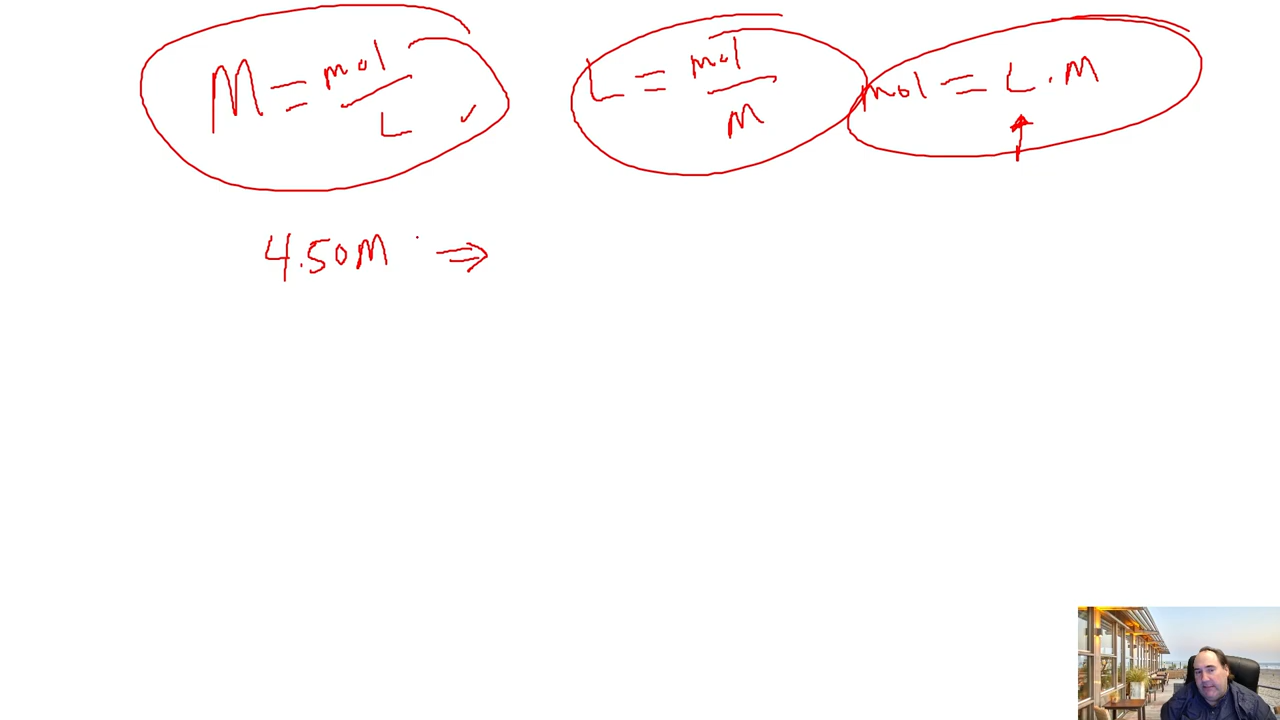 M = mol/L, L = mol/M mol = L·M
4.50M ⇒